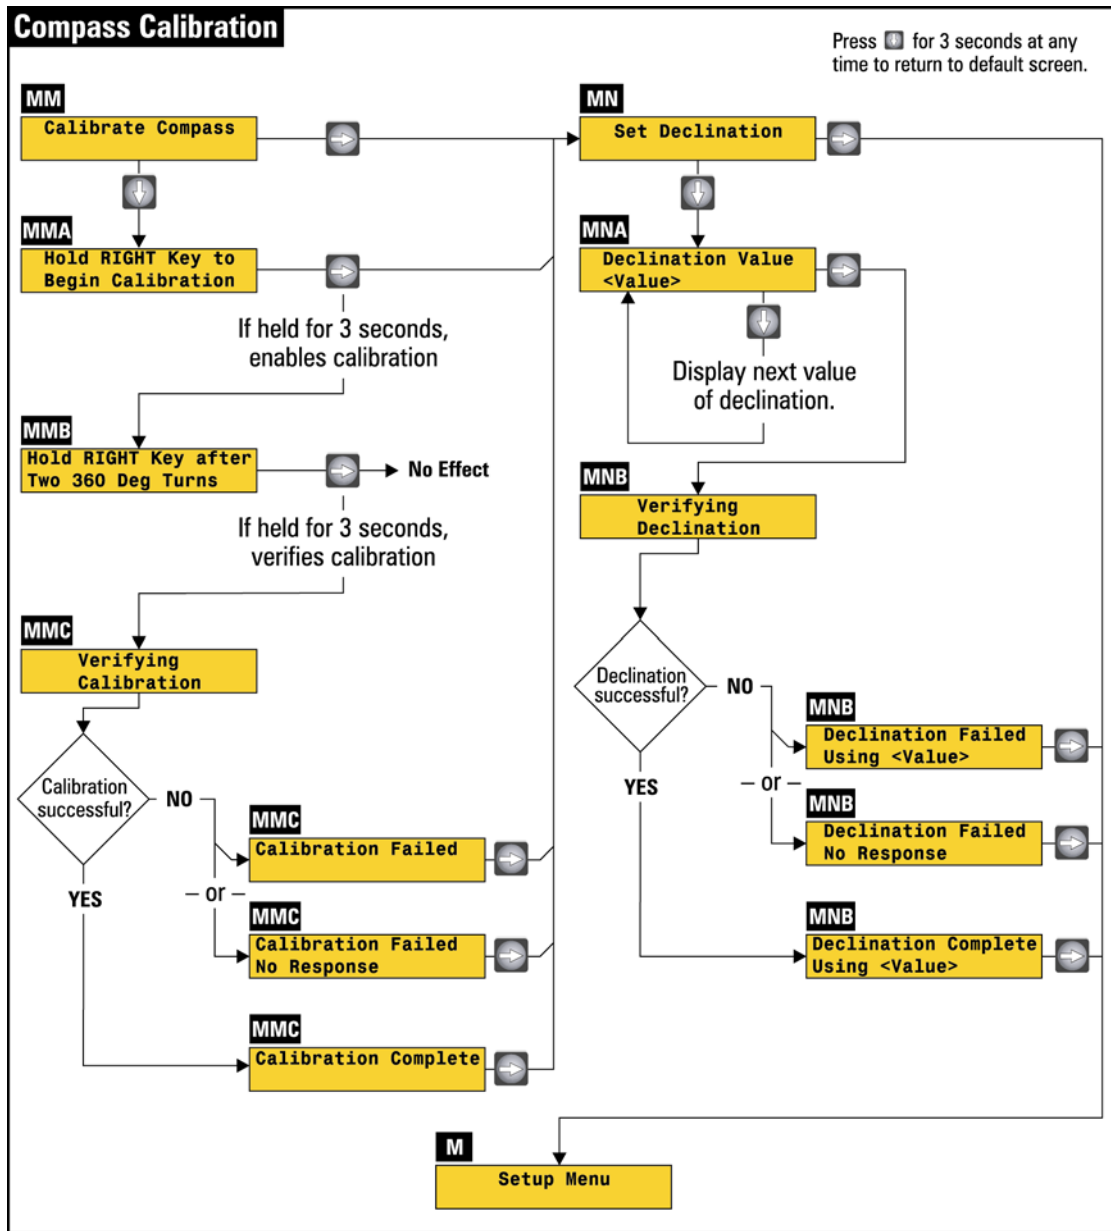 Compass Calibration
Press for 3 seconds at any
time to return to default screen.
MM
Calibrate Compass
MMA
Hold RIGHT Key to
Begin Calibration
If held for 3 seconds,
enables calibration
MMB
Hold RIGHT Key after
Two 360 Deg Turns
No Effect
If held for 3 seconds,
verifies calibration
MMC
Verifying
Calibration
Calibration
successful?
NO
YES
MMC
Calibration Failed
– or –
MMC
Calibration Failed
No Response
MMC
Calibration Complete
MN
Set Declination
MNA
Declination Value
<Value>
Display next value
of declination.
MNB
Verifying
Declination
Declination
successful?
NO
YES
MNB
Declination Failed
Using <Value>
– or –
MNB
Declination Failed
No Response
MNB
Declination Complete
Using <Value>
M
Setup Menu